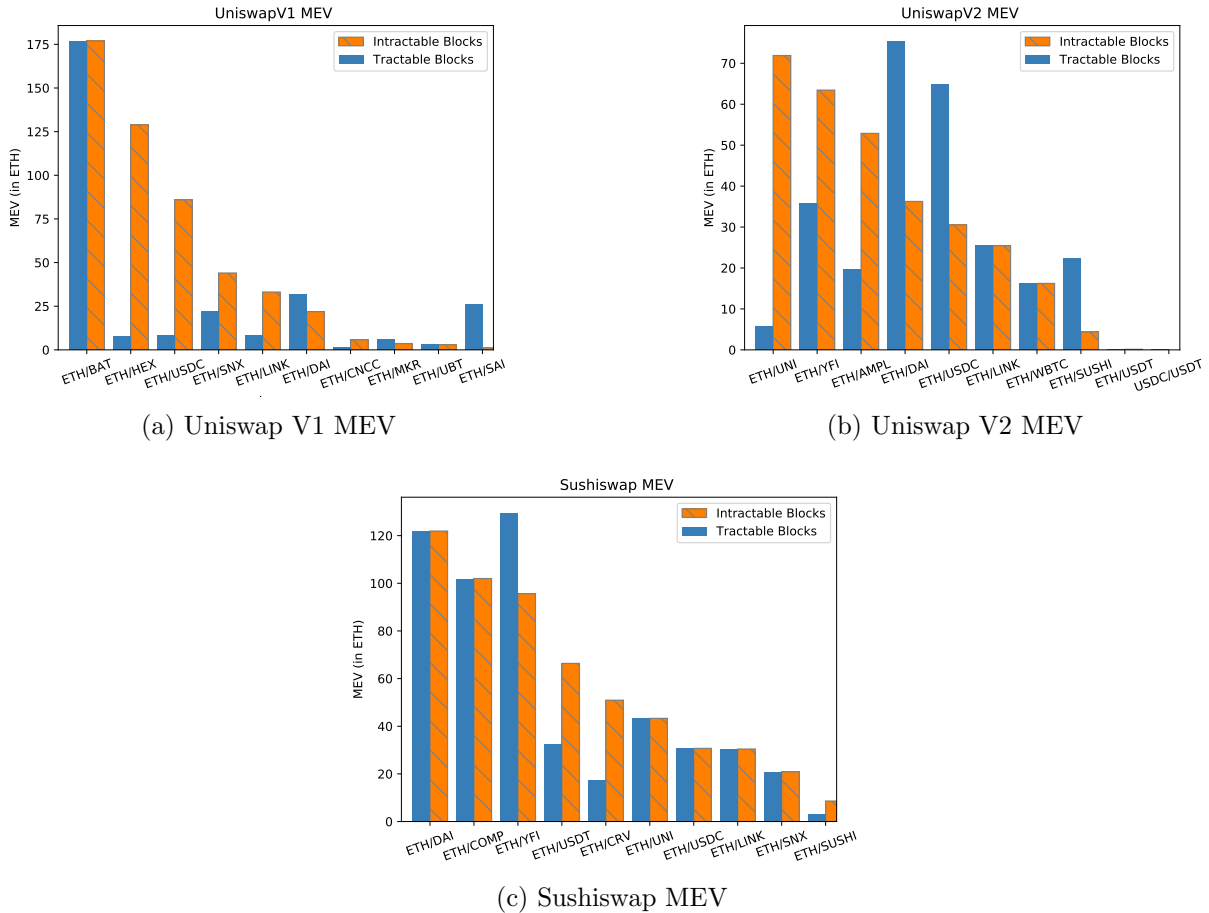 UniswapV1 MEV
Intractable Blocks
Tractable Blocks
MEV (in ETH)
175
150
125
100
75
50
25
0
ETH/BAT
ETH/HEX
ETH/USDC
ETH/SNX
ETH/LINK
ETH/DAI
ETH/CNCC
ETH/MKR
ETH/UBT
ETH/SAI
(a) Uniswap V1 MEV
UniswapV2 MEV
Intractable Blocks
Tractable Blocks
MEV (in ETH)
70
60
50
40
30
20
10
0
ETH/UNI
ETH/YFI
ETH/AMPL
ETH/DAI
ETH/USDC
ETH/LINK
ETH/WBTC
ETH/SUSHI
ETH/USDT
USDC/USDT
(b) Uniswap V2 MEV
Sushiswap MEV
Intractable Blocks
Tractable Blocks
MEV (in ETH)
120
100
80
60
40
20
0
ETH/DAI
ETH/COMP
ETH/YFI
ETH/USDT
ETH/CRV
ETH/UNI
ETH/USDC
ETH/LINK
ETH/SNX
ETH/SUSHI
(c) Sushiswap MEV